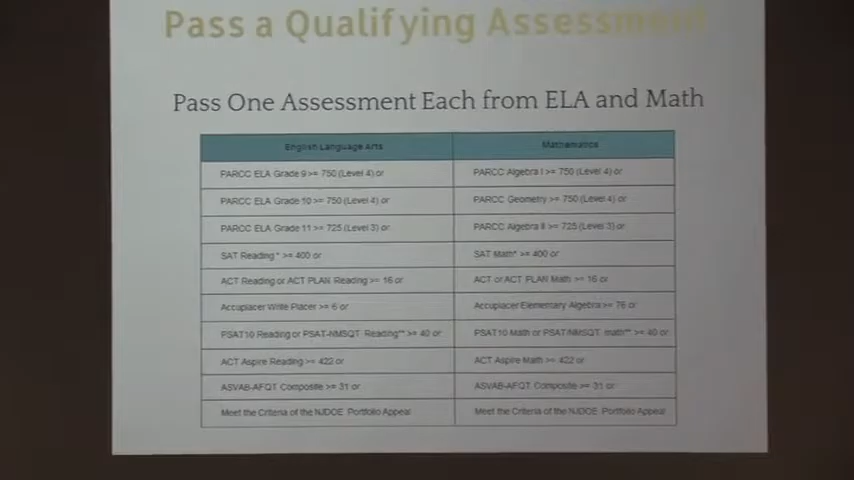 Pass a Qualifying Assessment
Pass One Assessment Each from ELA and Math
English Language Arts Mathematics
PARCC ELA Grade 9 >= 750 (Level 4) or PARCC Algebra I >= 750 (Level 4) or
PARCC ELA Grade 10 >= 750 (Level 4) or PARCC Geometry >= 750 (Level 4) or
PARCC ELA Grade 11 >= 725 (Level 3) or PARCC Algebra II >= 725 (Level 3) or
SAT Reading * >= 400 or SAT Math* >= 400 or
ACT Reading or ACT PLAN Reading >= 16 or ACT or ACT PLAN Math >= 16 or
Accuplacer Write Placer >= 6 or Accuplacer Elementary Algebra >= 76 or
PSAT10 Reading or PSAT-NMSQT Reading** >= 40 or PSAT10 Math or PSAT/NMSQT math** >= 40 or
ACT Aspire Reading >= 422 or ACT Aspire Math >= 422 or
ASVAB-AFQT Composite >= 31 or ASVAB-AFQT Composite >= 31 or
Meet the Criteria of the NJDOE Portfolio Appeal Meet the Criteria of the NJDOE Portfolio Appeal